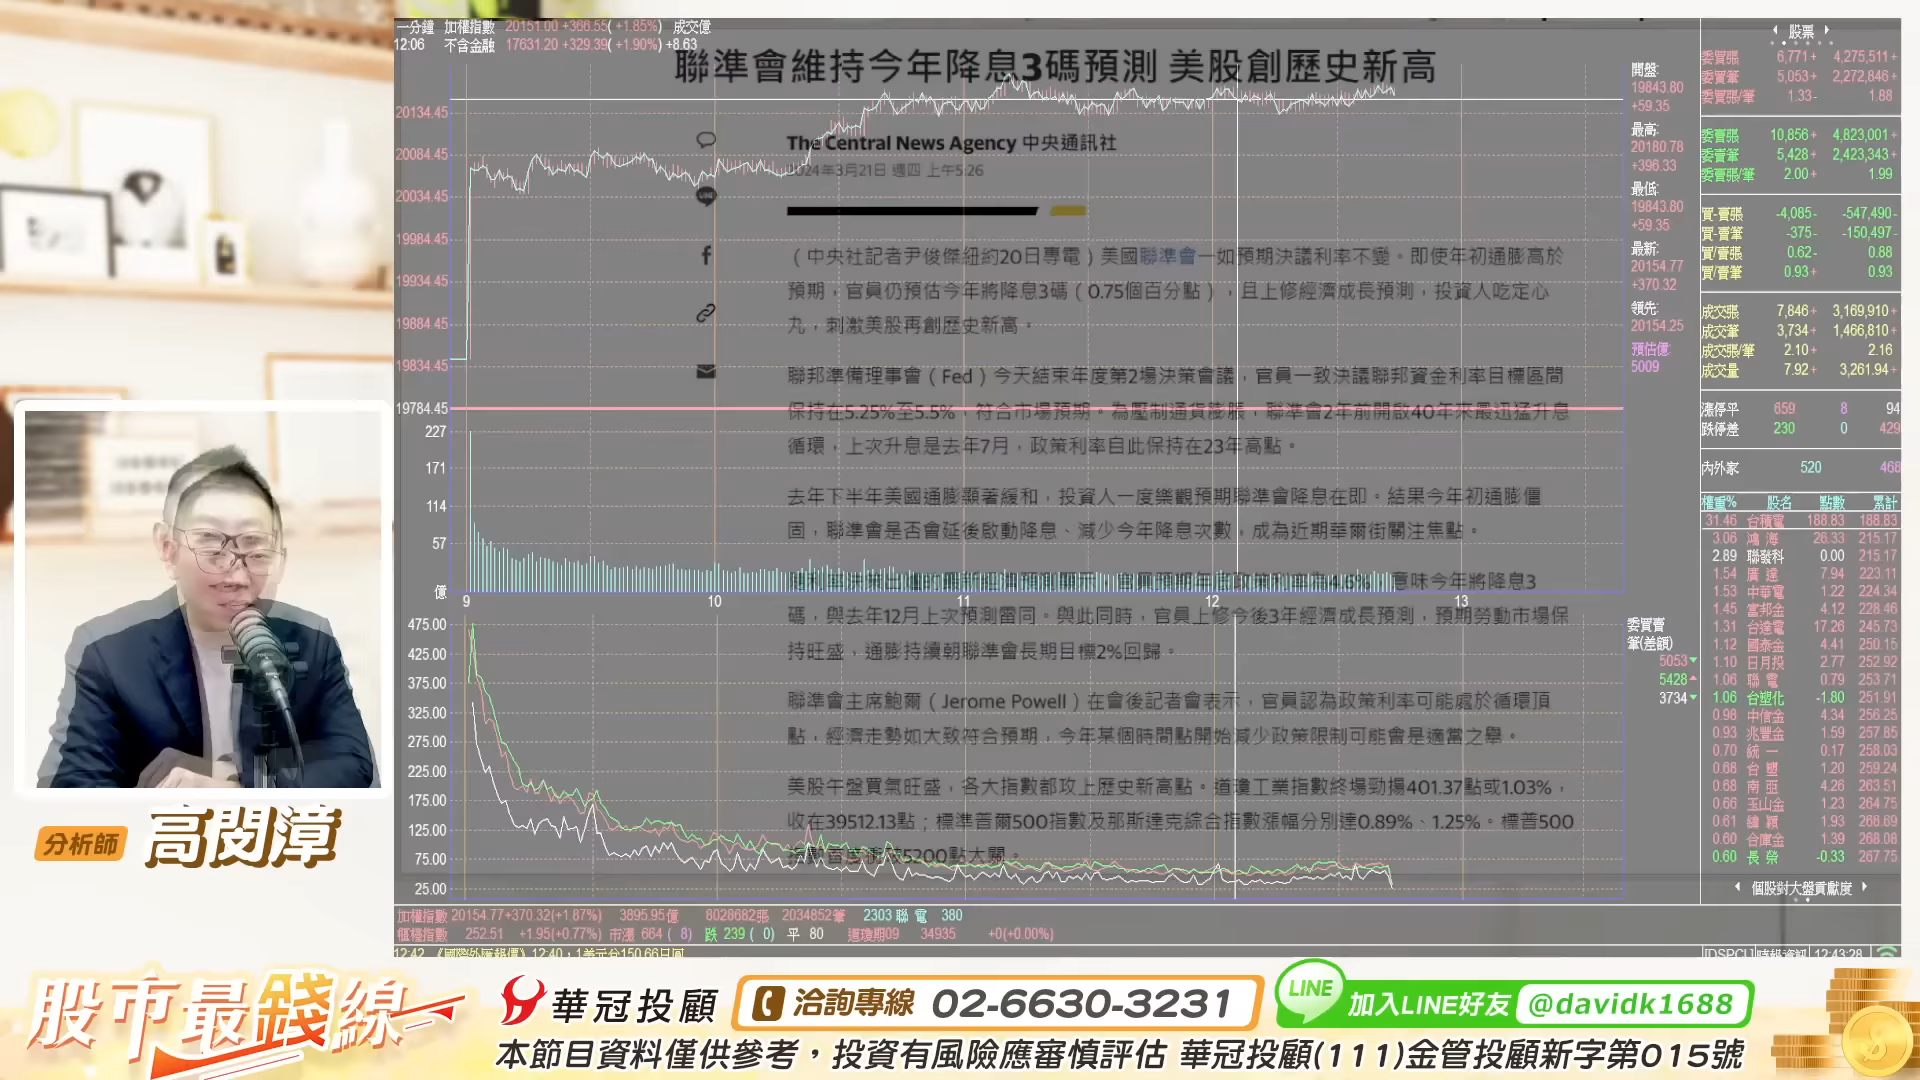 一分鐘 加權指數 20151.00 +366.55( +1.85%) 成交億
12:06 不含金融 17631.20 +329.39( +1.90%) +8.63
聯準會維持今年降息3碼預測 美股創歷史新高
The Central News Agency 中央通訊社
2024年3月21日 週四 上午5:26
(中央社記者尹俊傑紐約20日專電)美國聯準會一如預期決議利率不變。即使年初通膨高於
預期，官員仍預估今年將降息3碼(0.75個百分點)，且上修經濟成長預測，投資人吃定心
丸，刺激美股再創歷史新高。
聯邦準備理事會(Fed)今天結束年度第2場決策會議，官員一致決議聯邦資金利率目標區間
保持在5.25%至5.5%，符合市場預期。為壓制通貨膨脹，聯準會2年前開啟40年來最迅猛升息
循環，上次升息是去年7月，政策利率自此保持在23年高點。
去年下半年美國通膨顯著緩和，投資人一度樂觀預期聯準會降息在即。結果今年初通膨僵
固，聯準會是否會延後啟動降息、減少今年降息次數，成為近期華爾街關注焦點。
意味今年將降息3
碼，與去年12月上次預測雷同。與此同時，官員上修今後3年經濟成長預測，預期勞動市場保
持旺盛，通膨持續朝聯準會長期目標2%回歸。
聯準會主席鮑爾(Jerome Powell)在會後記者會表示，官員認為政策利率可能處於循環頂
點，經濟走勢如大致符合預期，今年某個時間點開始減少政策限制可能會是適當之舉。
美股午盤買氣旺盛，各大指數都攻上歷史新高點。道瓊工業指數終場勁揚401.37點或1.03%，
收在39512.13點；標準普爾500指數及那斯達克綜合指數漲幅分別達0.89%、1.25%。標普500
5200點大關。
20134.45
20084.45
20034.45
19984.45
19934.45
19884.45
19834.45
19784.45
227
171
114
57
億
9 10 11 12 13
475.00
425.00
375.00
325.00
275.00
225.00
175.00
125.00
75.00
25.00
開盤:
19843.80
+59.35
最高:
20180.78
+396.33
最低:
19843.80
+59.35
最新:
20154.77
+370.32
領先:
20154.25
預估億:
5009
委買賣
筆(差額)
5053
5428
3734
股票
委買張 6,771+ 4,275,511+
委買筆 5,053+ 2,272,846+
委買張/筆 1.33- 1.88
委賣張 10,856+ 4,823,001+
委賣筆 5,428+ 2,423,343+
委賣張/筆 2.00+ 1.99
買-賣張 -4,085- -547,490-
買-賣筆 -375- -150,497-
買/賣張 0.62- 0.88
買/賣筆 0.93+ 0.93
成交張 7,846+ 3,169,910+
成交筆 3,734+ 1,466,810+
成交張/筆 2.10+ 2.16
成交量 7.92+ 3,261.94+
漲停平 659 8 94
跌停差 230 0 429
內外家 520 468
權重% 股名 點數 累計
31.46 台積電 188.83 188.83
3.06 鴻海 26.33 215.17
2.89 聯發科 0.00 215.17
1.54 廣達 7.94 223.11
1.53 中華電 1.22 224.34
1.45 富邦金 4.12 228.46
1.31 台達電 17.26 245.73
1.12 國泰金 4.41 250.15
1.10 日月投 2.77 252.92
1.06 聯電 0.79 253.71
1.06 台塑化 -1.80 251.91
0.98 中信金 4.34 256.25
0.93 兆豐金 1.59 257.85
0.70 統一 0.17 258.03
0.68 台塑 1.20 259.24
0.68 南亞 4.26 263.51
0.66 玉山金 1.23 264.75
0.61 緯穎 1.93 266.69
0.60 合庫金 1.39 268.08
0.60 長榮 -0.33 267.75
個股對大盤貢獻度
加權指數 20154.77+370.32(+1.87%) 3895.95億 8028682張 2034852筆 2303 聯電 380
櫃檯指數 252.51 +1.95(+0.77%) 市漲 664 ( 8) 跌 239 ( 0) 平 80 道瓊期09 34935 +0(+0.00%)
12:42 《國際外匯報價》12:40，1美元兌150.66日圓
[DSPCL]時報資訊 12:43:28
分析師 高閔漳
股市最錢線
華冠投顧
洽詢專線 02-6630-3231
LINE 加入LINE好友 @davidk1688
本節目資料僅供參考，投資有風險應審慎評估 華冠投顧(111)金管投顧新字第015號